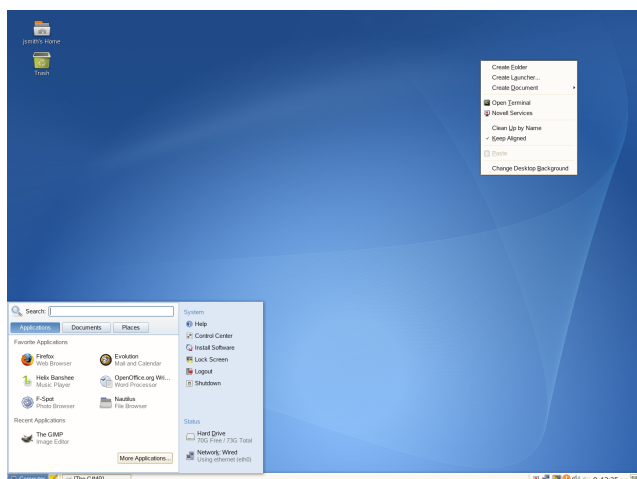 jsmith's Home
Trash
Create Folder
Create Launcher...
Create Document
Open Terminal
Novell Services
Clean Up by Name
Keep Aligned
Paste
Change Desktop Background
Search:
Applications Documents Places
Favorite Applications
Firefox
Web Browser
Evolution
Mail and Calendar
Helix Banshee
Music Player
OpenOffice.org Wri...
Word Processor
F-Spot
Photo Browser
Nautilus
File Browser
Recent Applications
The GIMP
Image Editor
More Applications...
System
Help
Control Center
Install Software
Lock Screen
Logout
Shutdown
Status
Hard Drive
70G Free / 73G Total
Network: Wired
Using ethernet (eth0)
Computer [The GIMP]